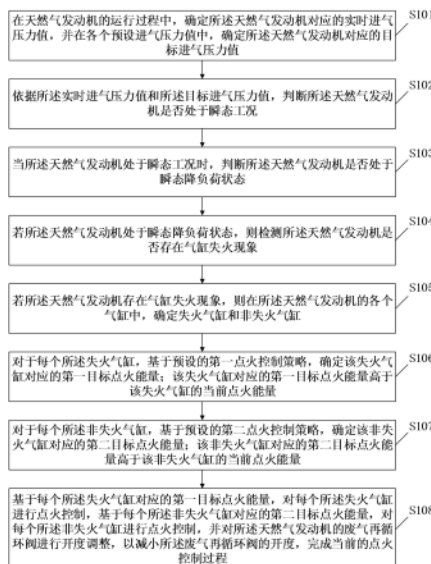 在天然气发动机的运行过程中，确定所述天然气发动机对应的实时进气
压力值，并在各个预设进气压力值中，确定所述天然气发动机对应的目
标进气压力值
S101
依据所述实时进气压力值和所述目标进气压力值，判断所述天然气发动
机是否处于瞬态工况
S102
当所述天然气发动机处于瞬态工况时，判断所述天然气发动机是否处于
瞬态降负荷状态
S103
若所述天然气发动机处于瞬态降负荷状态，则检测所述天然气发动机是
否存在气缸失火现象
S104
若所述天然气发动机存在气缸失火现象，则在所述天然气发动机的各个
气缸中，确定失火气缸和非失火气缸
S105
对于每个所述失火气缸，基于预设的第一点火控制策略，确定该失火气
缸对应的第一目标点火能量；该失火气缸对应的第一目标点火能量高于
该失火气缸的当前点火能量
S106
对于每个所述非失火气缸，基于预设的第二点火控制策略，确定该非失
火气缸对应的第二目标点火能量；该非失火气缸对应的第二目标点火能
量高于该非失火气缸的当前点火能量
S107
基于每个所述失火气缸对应的第一目标点火能量，对每个所述失火气缸
进行点火控制，基于每个所述非失火气缸对应的第二目标点火能量，对
每个所述非失火气缸进行点火控制，并对所述天然气发动机的废气再循
环阀进行开度调整，以减小所述废气再循环阀的开度，完成当前的点火
控制过程
S108